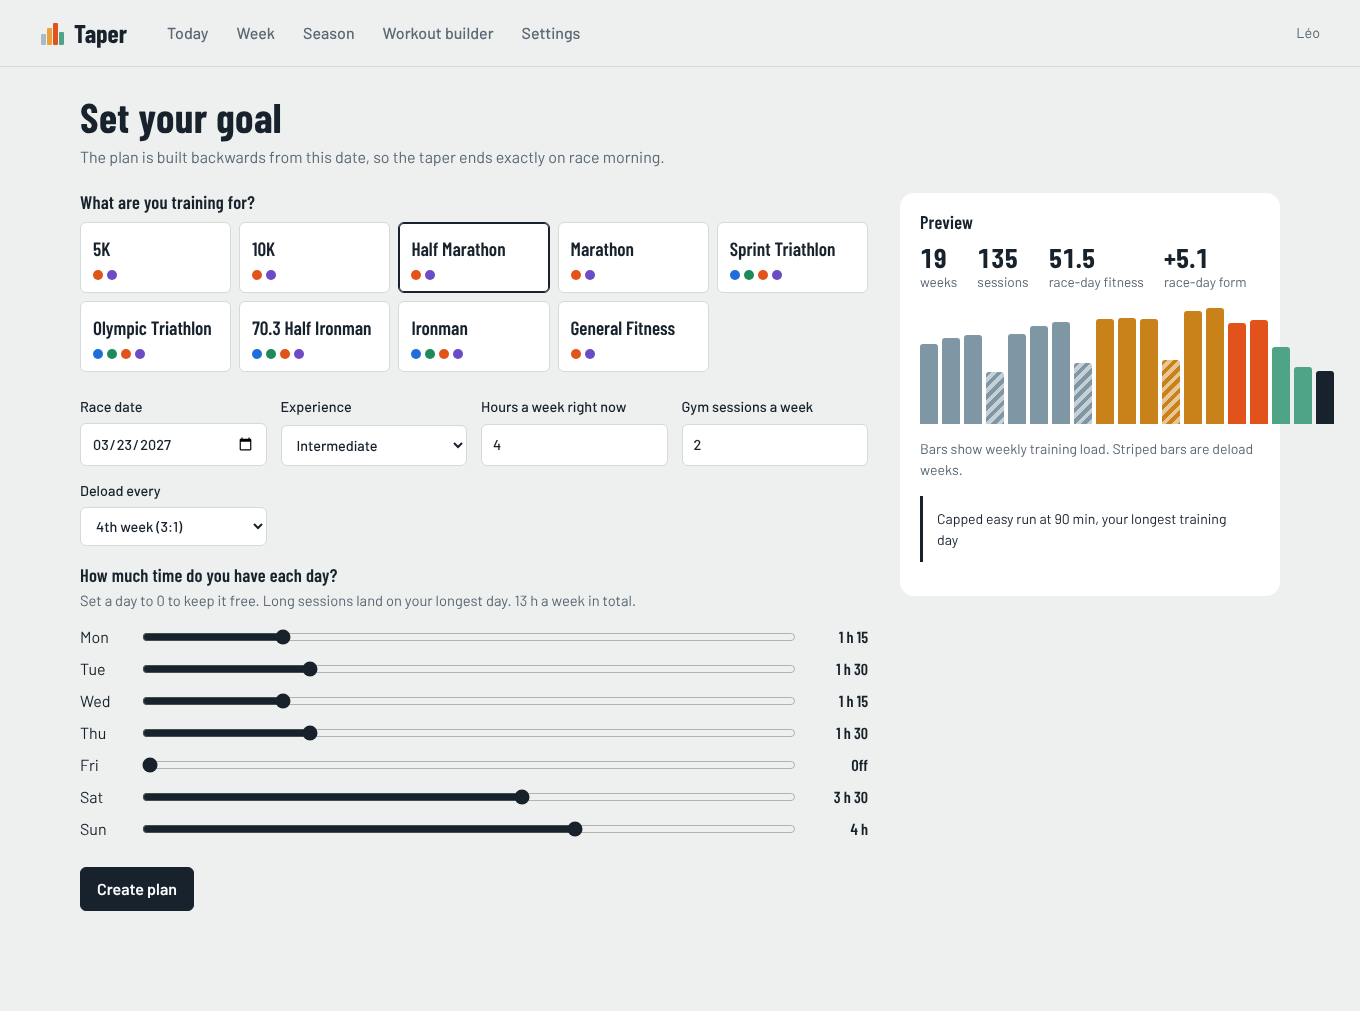 Taper
Today
Week
Season
Workout builder
Settings
Léo
Set your goal
The plan is built backwards from this date, so the taper ends exactly on race morning.
What are you training for?
5K
10K
Half Marathon
Marathon
Sprint Triathlon
Olympic Triathlon
70.3 Half Ironman
Ironman
General Fitness
Race date
Experience
Hours a week right now
Gym sessions a week
03/23/2027
Intermediate
4
2
Deload every
4th week (3:1)
How much time do you have each day?
Set a day to 0 to keep it free. Long sessions land on your longest day. 13 h a week in total.
Mon 1 h 15
Tue 1 h 30
Wed 1 h 15
Thu 1 h 30
Fri Off
Sat 3 h 30
Sun 4 h
Create plan
Preview
19 135 51.5 +5.1
weeks sessions race-day fitness race-day form
Bars show weekly training load. Striped bars are deload
weeks.
Capped easy run at 90 min, your longest training
day